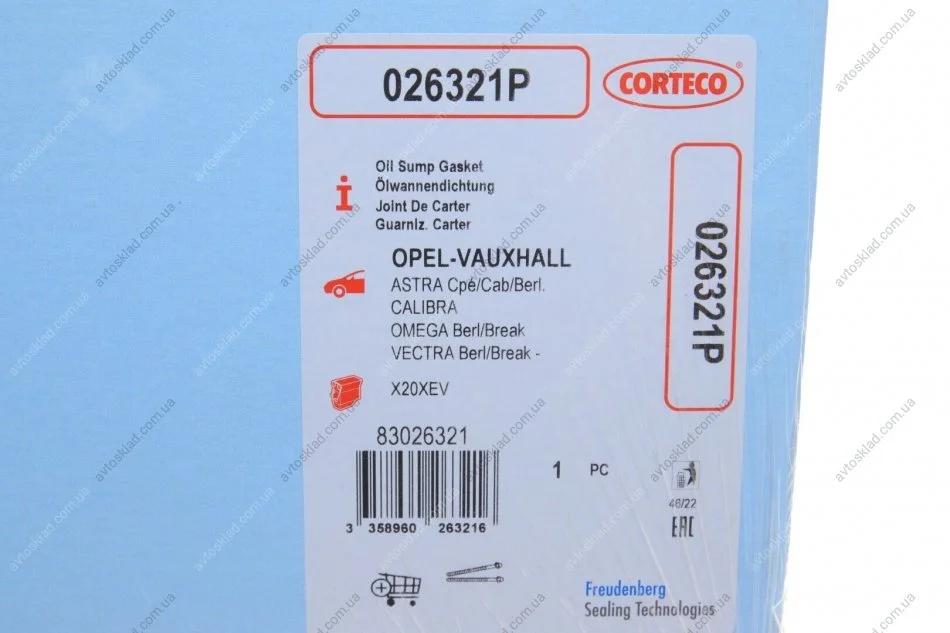 026321P
CORTECO®
Oil Sump Gasket
Ölwannendichtung
Joint De Carter
Guarniz. Carter
OPEL-VAUXHALL
ASTRA Cpé/Cab/Berl.
CALIBRA
OMEGA Berl/Break
VECTRA Berl/Break -
X20XEV
026321P
83026321
3 358960 263216
1 PC
46/22
EAC
Freudenberg
Sealing Technologies
avtosklad.com.ua